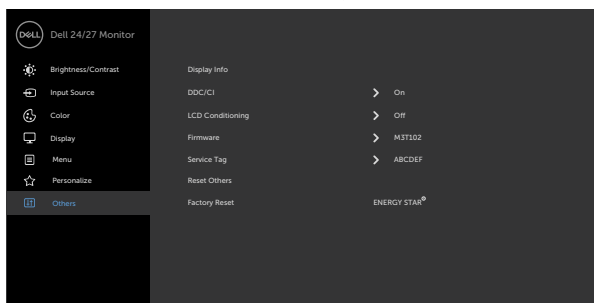 DELL Dell 24/27 Monitor
Brightness/Contrast Display Info
Input Source DDC/CI On
Color LCD Conditioning Off
Display Firmware M3T102
Menu Service Tag ABCDEF
Personalize Reset Others
Others Factory Reset ENERGY STAR®